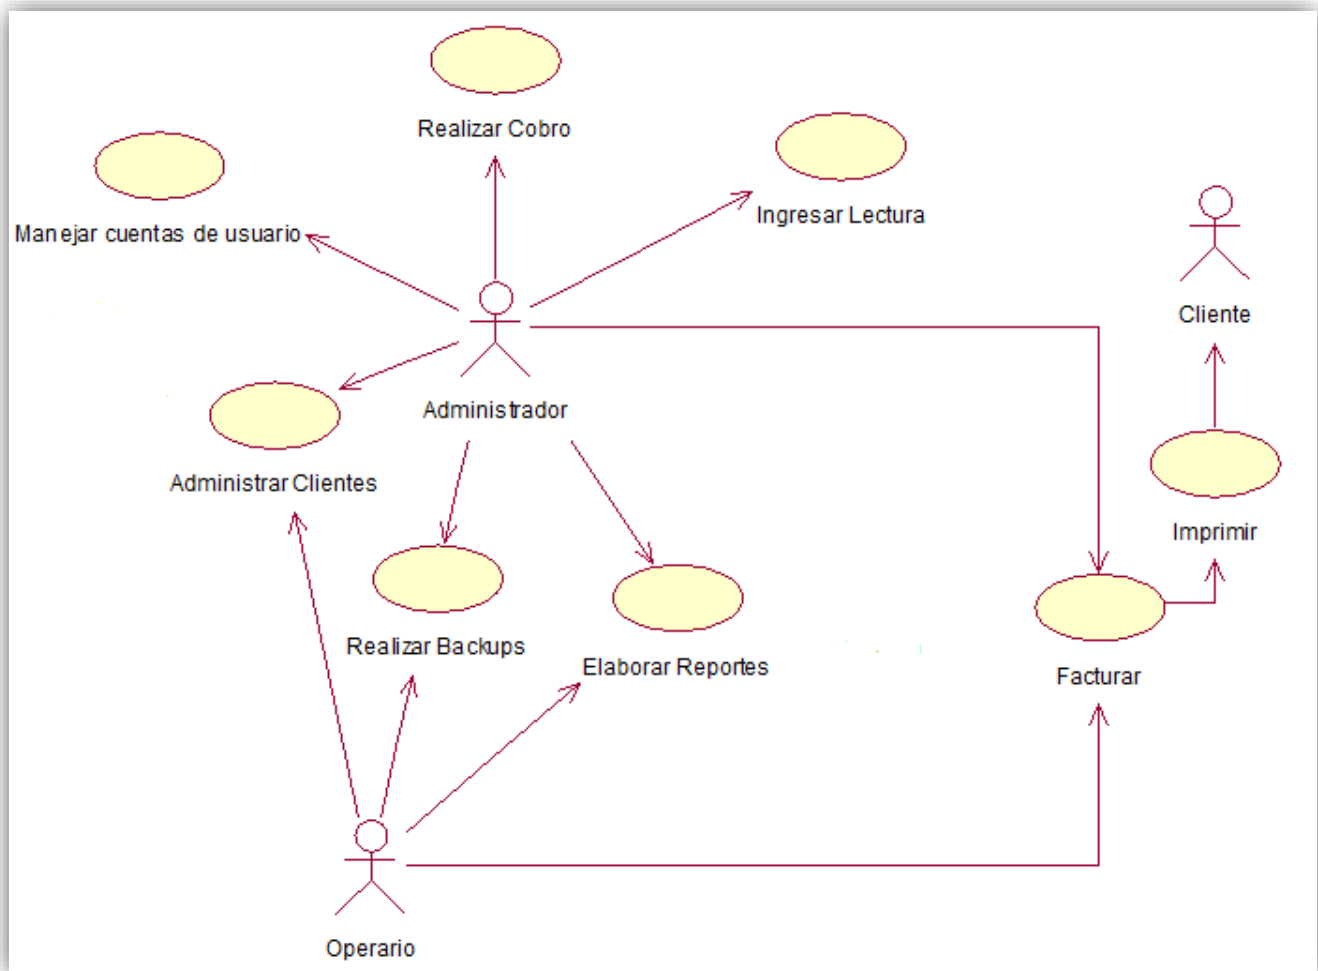 Realizar Cobro
Ingresar Lectura
Manejar cuentas de usuario
Cliente
Administrador
Administrar Clientes
Imprimir
Realizar Backups
Elaborar Reportes
Facturar
Operario